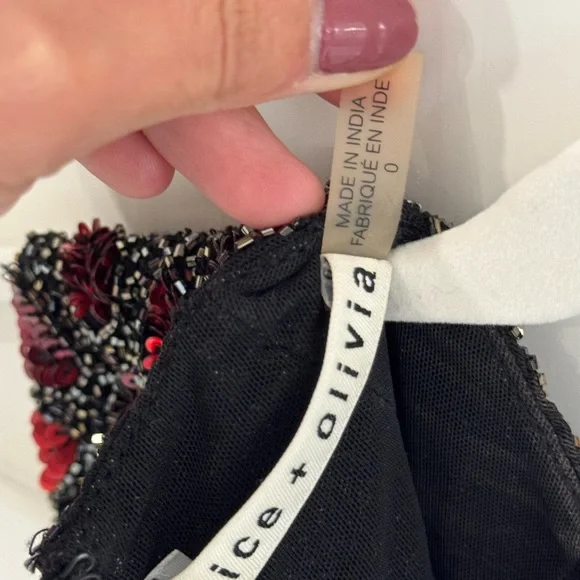 MADE IN INDIA
FABRIQUÉ EN INDE
0
ice + olivia